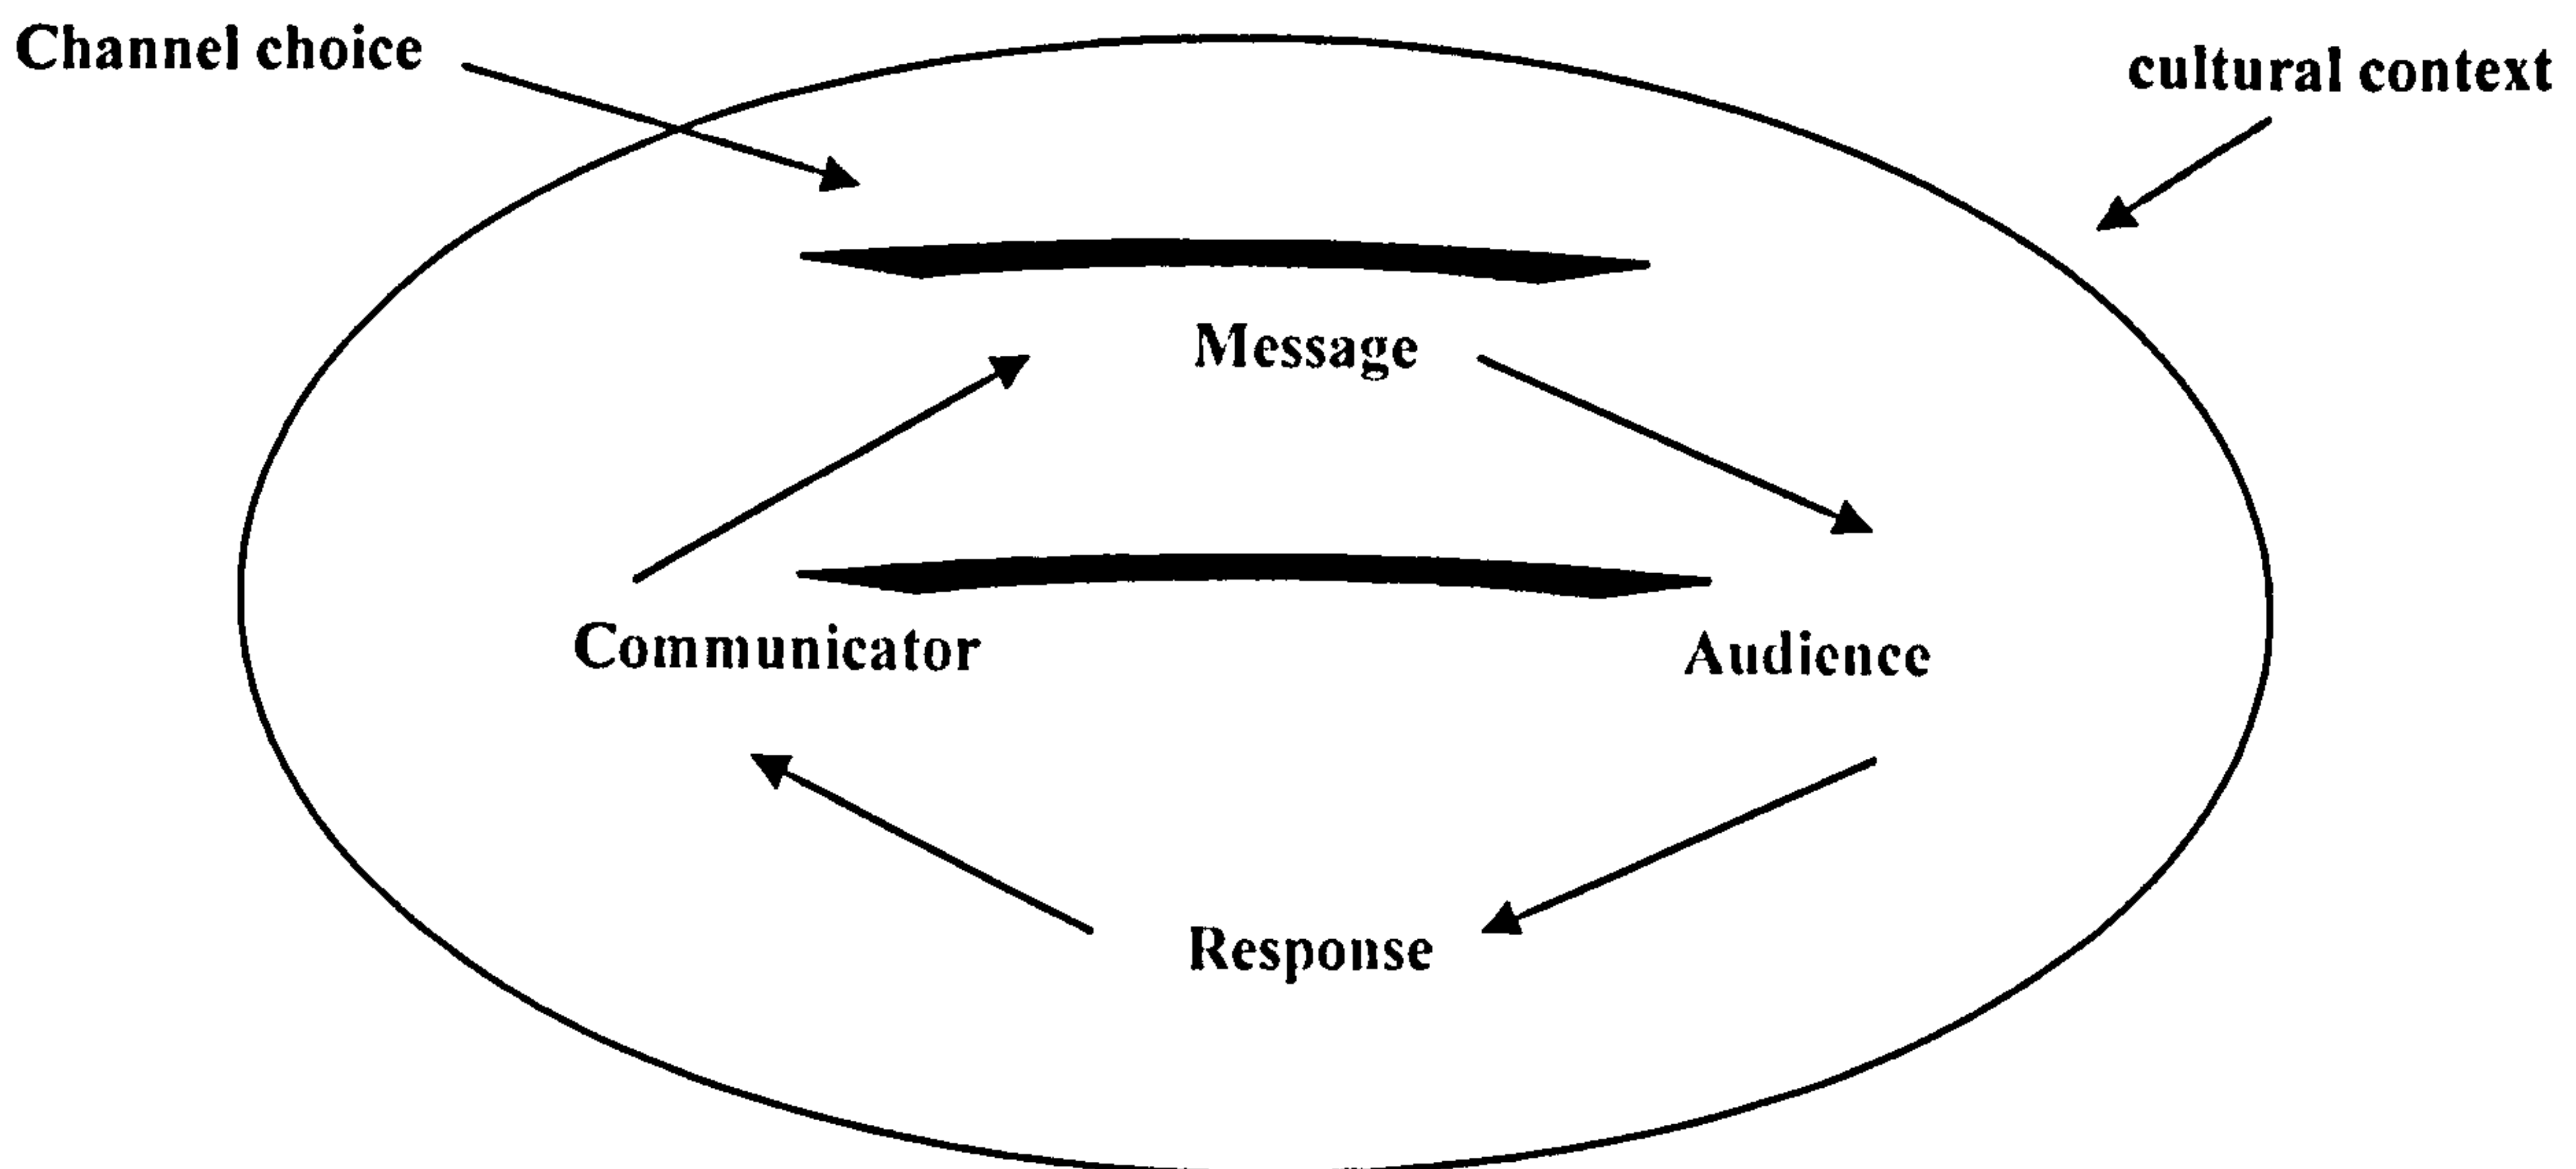 Channel choice
cultural context
Message
Communicator
Audience
Response